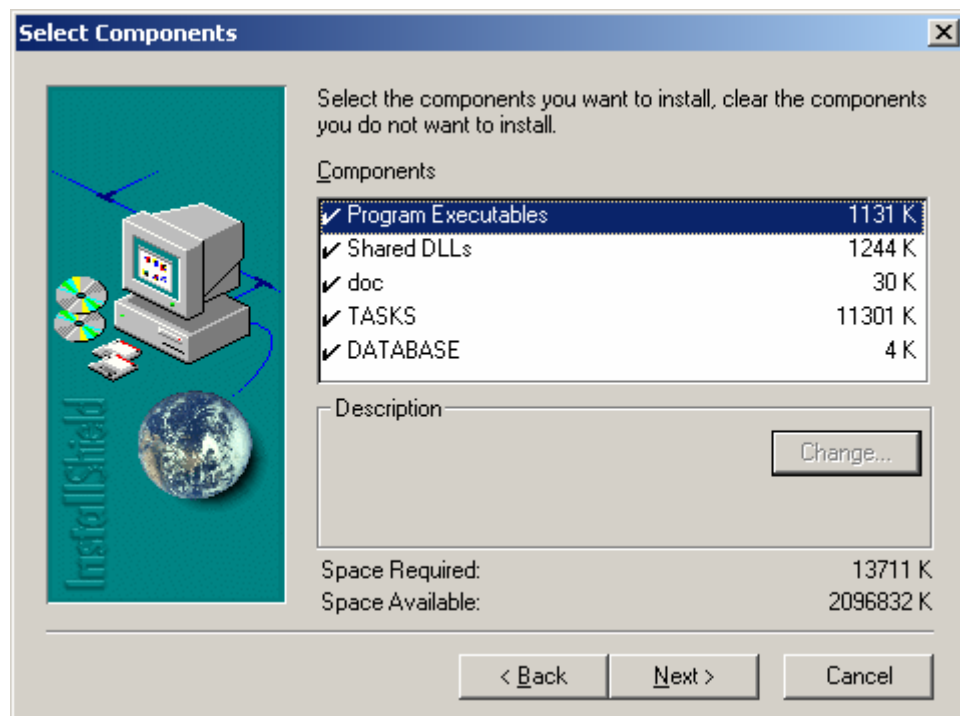 Select Components
Select the components you want to install, clear the components
you do not want to install.
Components
✔ Program Executables 1131 K
✔ Shared DLLs 1244 K
✔ doc 30 K
✔ TASKS 11301 K
✔ DATABASE 4 K
Description
Change...
InstallShield
Space Required: 13711 K
Space Available: 2096832 K
< Back Next > Cancel